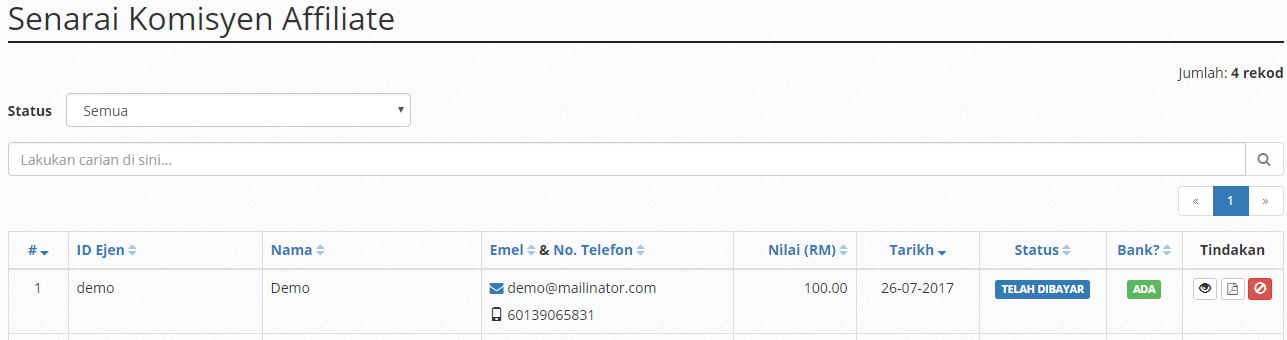 Senarai Komisyen Affiliate
Jumlah: 4 rekod
Status Semua
Lakukan carian di sini...
« 1 »
# ID Ejen Nama Emel & No. Telefon Nilai (RM) Tarikh Status Bank? Tindakan
1 demo Demo demo@mailinator.com 100.00 26-07-2017 TELAH DIBAYAR ADA
60139065831